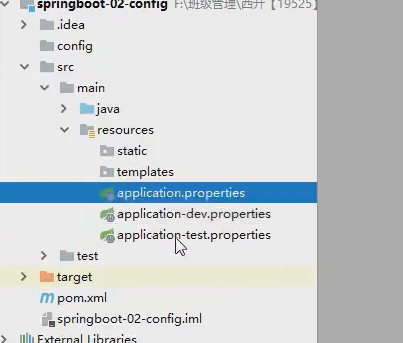 springboot-02-config F:\班级管理\西开【19525】
.idea
config
src
main
java
resources
static
templates
application.properties
application-dev.properties
application-test.properties
test
target
pom.xml
springboot-02-config.iml
External Libraries